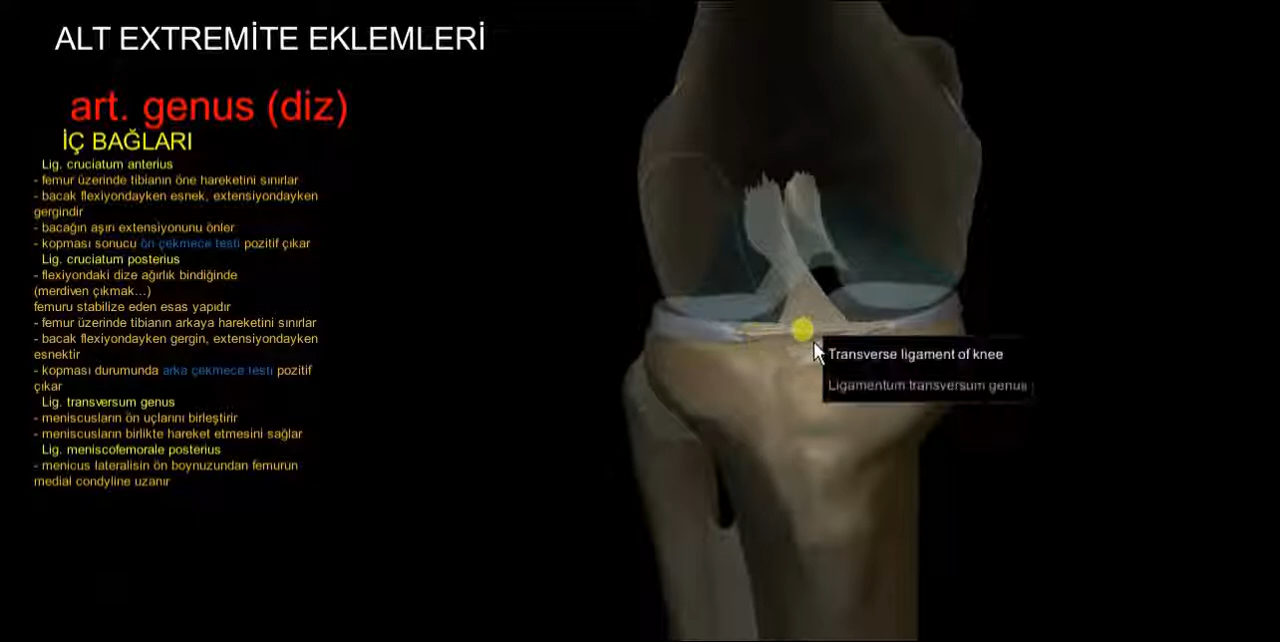 ALT EXTREMİTE EKLEMLERİ
art. genus (diz)
İÇ BAĞLARI
Lig. cruciatum anterius
- femur üzerinde tibianın öne hareketini sınırlar
- bacak flexiyondayken esnek, extensiyondayken
gergindir
- bacağın aşırı extensiyonunu önler
- kopması sonucu ön çekmece testi pozitif çıkar
Lig. cruciatum posterius
- flexiyondaki dize ağırlık bindiğinde
(merdiven çıkmak...)
femuru stabilize eden esas yapıdır
- femur üzerinde tibianın arkaya hareketini sınırlar
- bacak flexiyondayken gergin, extensiyondayken
esnektir
- kopması durumunda arka çekmece testi pozitif
çıkar
Lig. transversum genus
- meniscusların ön uçlarını birleştirir
- meniscusların birlikte hareket etmesini sağlar
Lig. meniscofemorale posterius
- menicus lateralisin ön boynuzundan femurun
medial condyline uzanır
Transverse ligament of knee
Ligamentum transversum genus